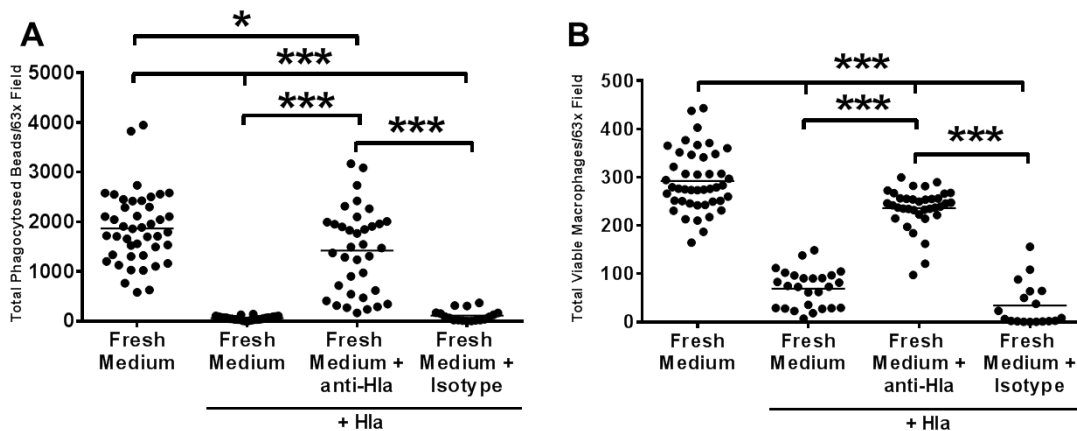 A
*
***
***
***
Total Phagocytosed Beads/63x Field
5000
4000
3000
2000
1000
0
Fresh Medium
Fresh Medium
Fresh Medium + anti-Hla
Fresh Medium + Isotype
+ Hla
B
***
***
***
Total Viable Macrophages/63x Field
500
400
300
200
100
0
Fresh Medium
Fresh Medium
Fresh Medium + anti-Hla
Fresh Medium + Isotype
+ Hla